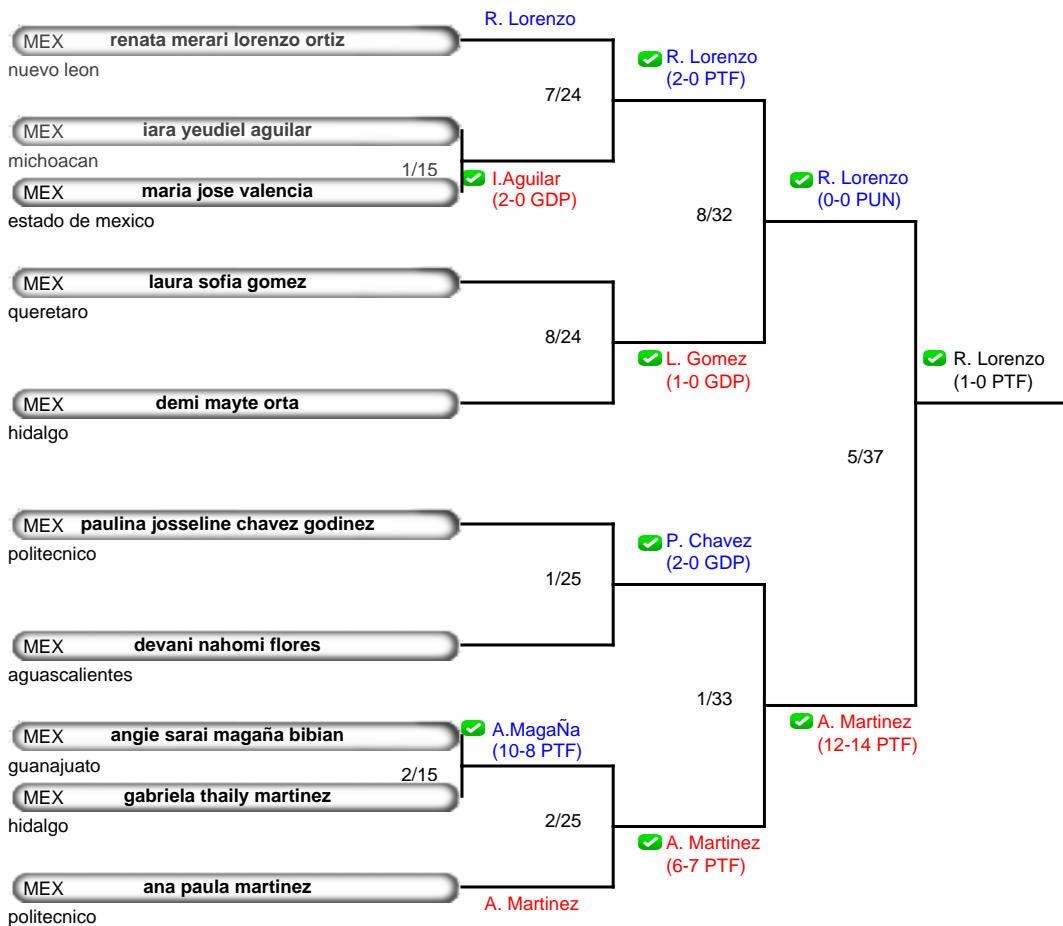 R. Lorenzo
MEX renata merari lorenzo ortiz
nuevo leon
R. Lorenzo
(2-0 PTF)
7/24
MEX iara yeudiel aguilar
michoacan
1/15
I.Aguilar
(2-0 GDP)
MEX maria jose valencia
estado de mexico
R. Lorenzo
(0-0 PUN)
8/32
MEX laura sofia gomez
queretaro
8/24
L. Gomez
(1-0 GDP)
R. Lorenzo
(1-0 PTF)
MEX demi mayte orta
hidalgo
5/37
MEX paulina josseline chavez godinez
politecnico
P. Chavez
(2-0 GDP)
1/25
MEX devani nahomi flores
aguascalientes
1/33
A. Martinez
(12-14 PTF)
MEX angie sarai magaña bibian
guanajuato
A.MagaÑa
(10-8 PTF)
2/15
MEX gabriela thaily martinez
hidalgo
2/25
A. Martinez
(6-7 PTF)
MEX ana paula martinez
politecnico
A. Martinez